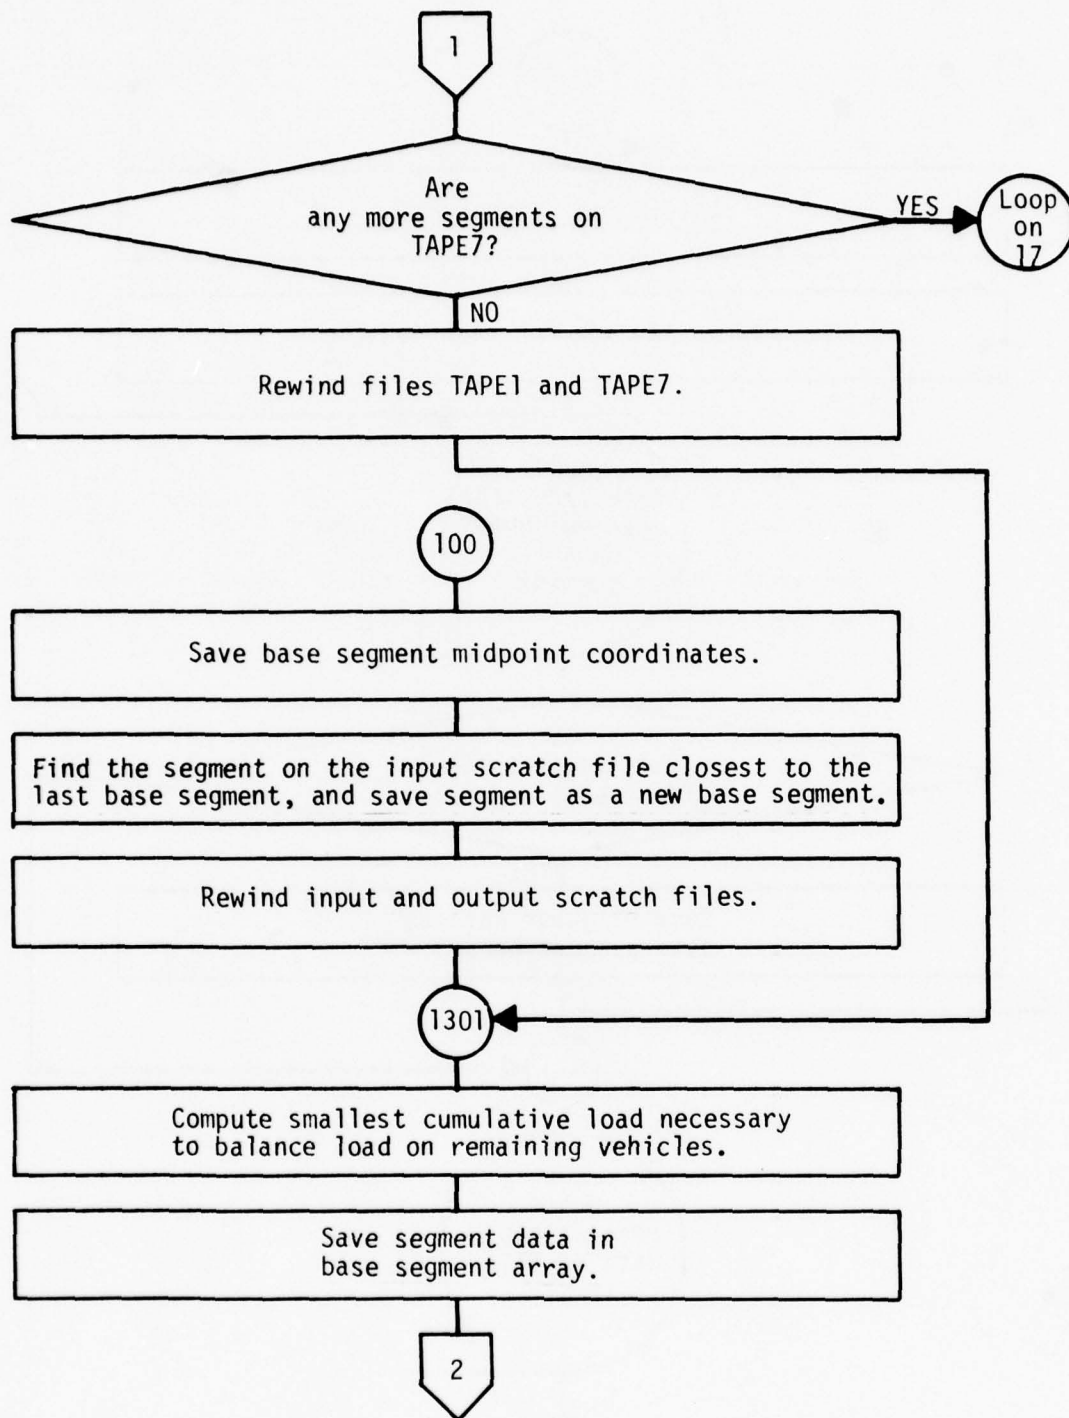 1
Are
any more segments on
TAPE7?
YES
Loop
on
17
NO
Rewind files TAPE1 and TAPE7.
100
Save base segment midpoint coordinates.
Find the segment on the input scratch file closest to the
last base segment, and save segment as a new base segment.
Rewind input and output scratch files.
1301
Compute smallest cumulative load necessary
to balance load on remaining vehicles.
Save segment data in
base segment array.
2